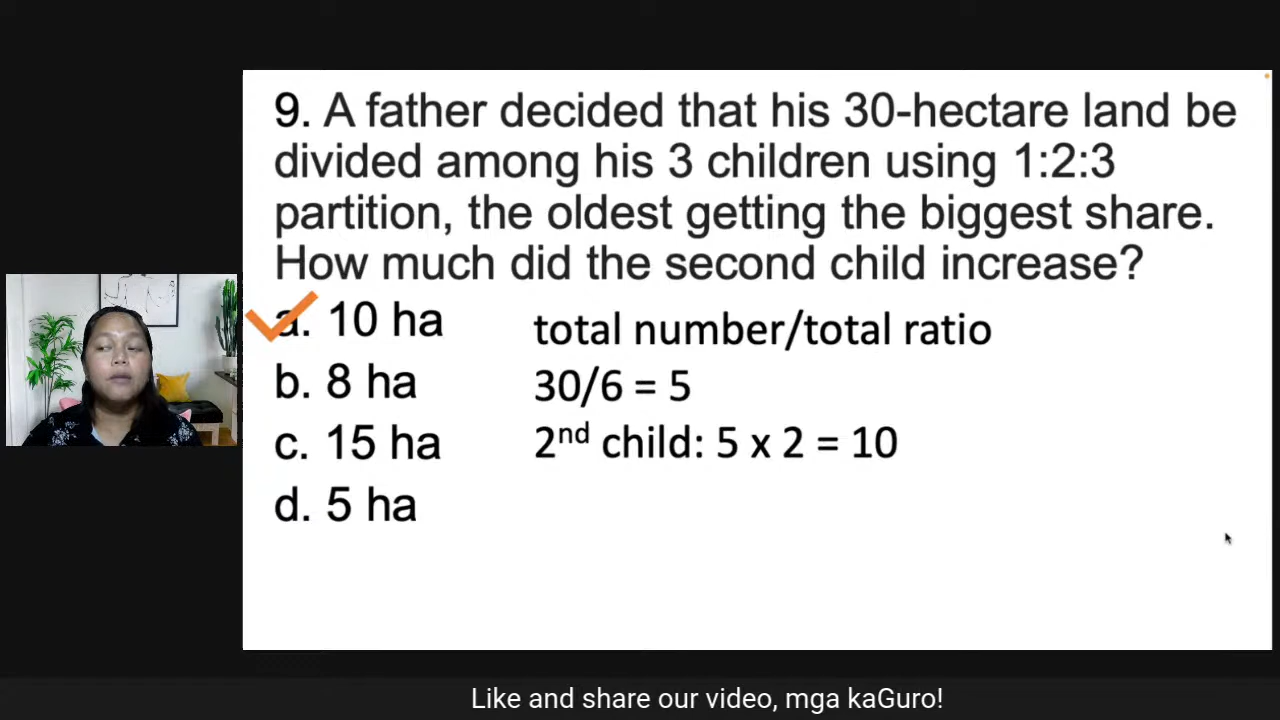 9. A father decided that his 30-hectare land be
divided among his 3 children using 1:2:3
partition, the oldest getting the biggest share.
How much did the second child increase?
a. 10 ha
b. 8 ha
c. 15 ha
d. 5 ha
total number/total ratio
30/6 = 5
2nd child: 5 x 2 = 10
Like and share our video, mga kaGuro!